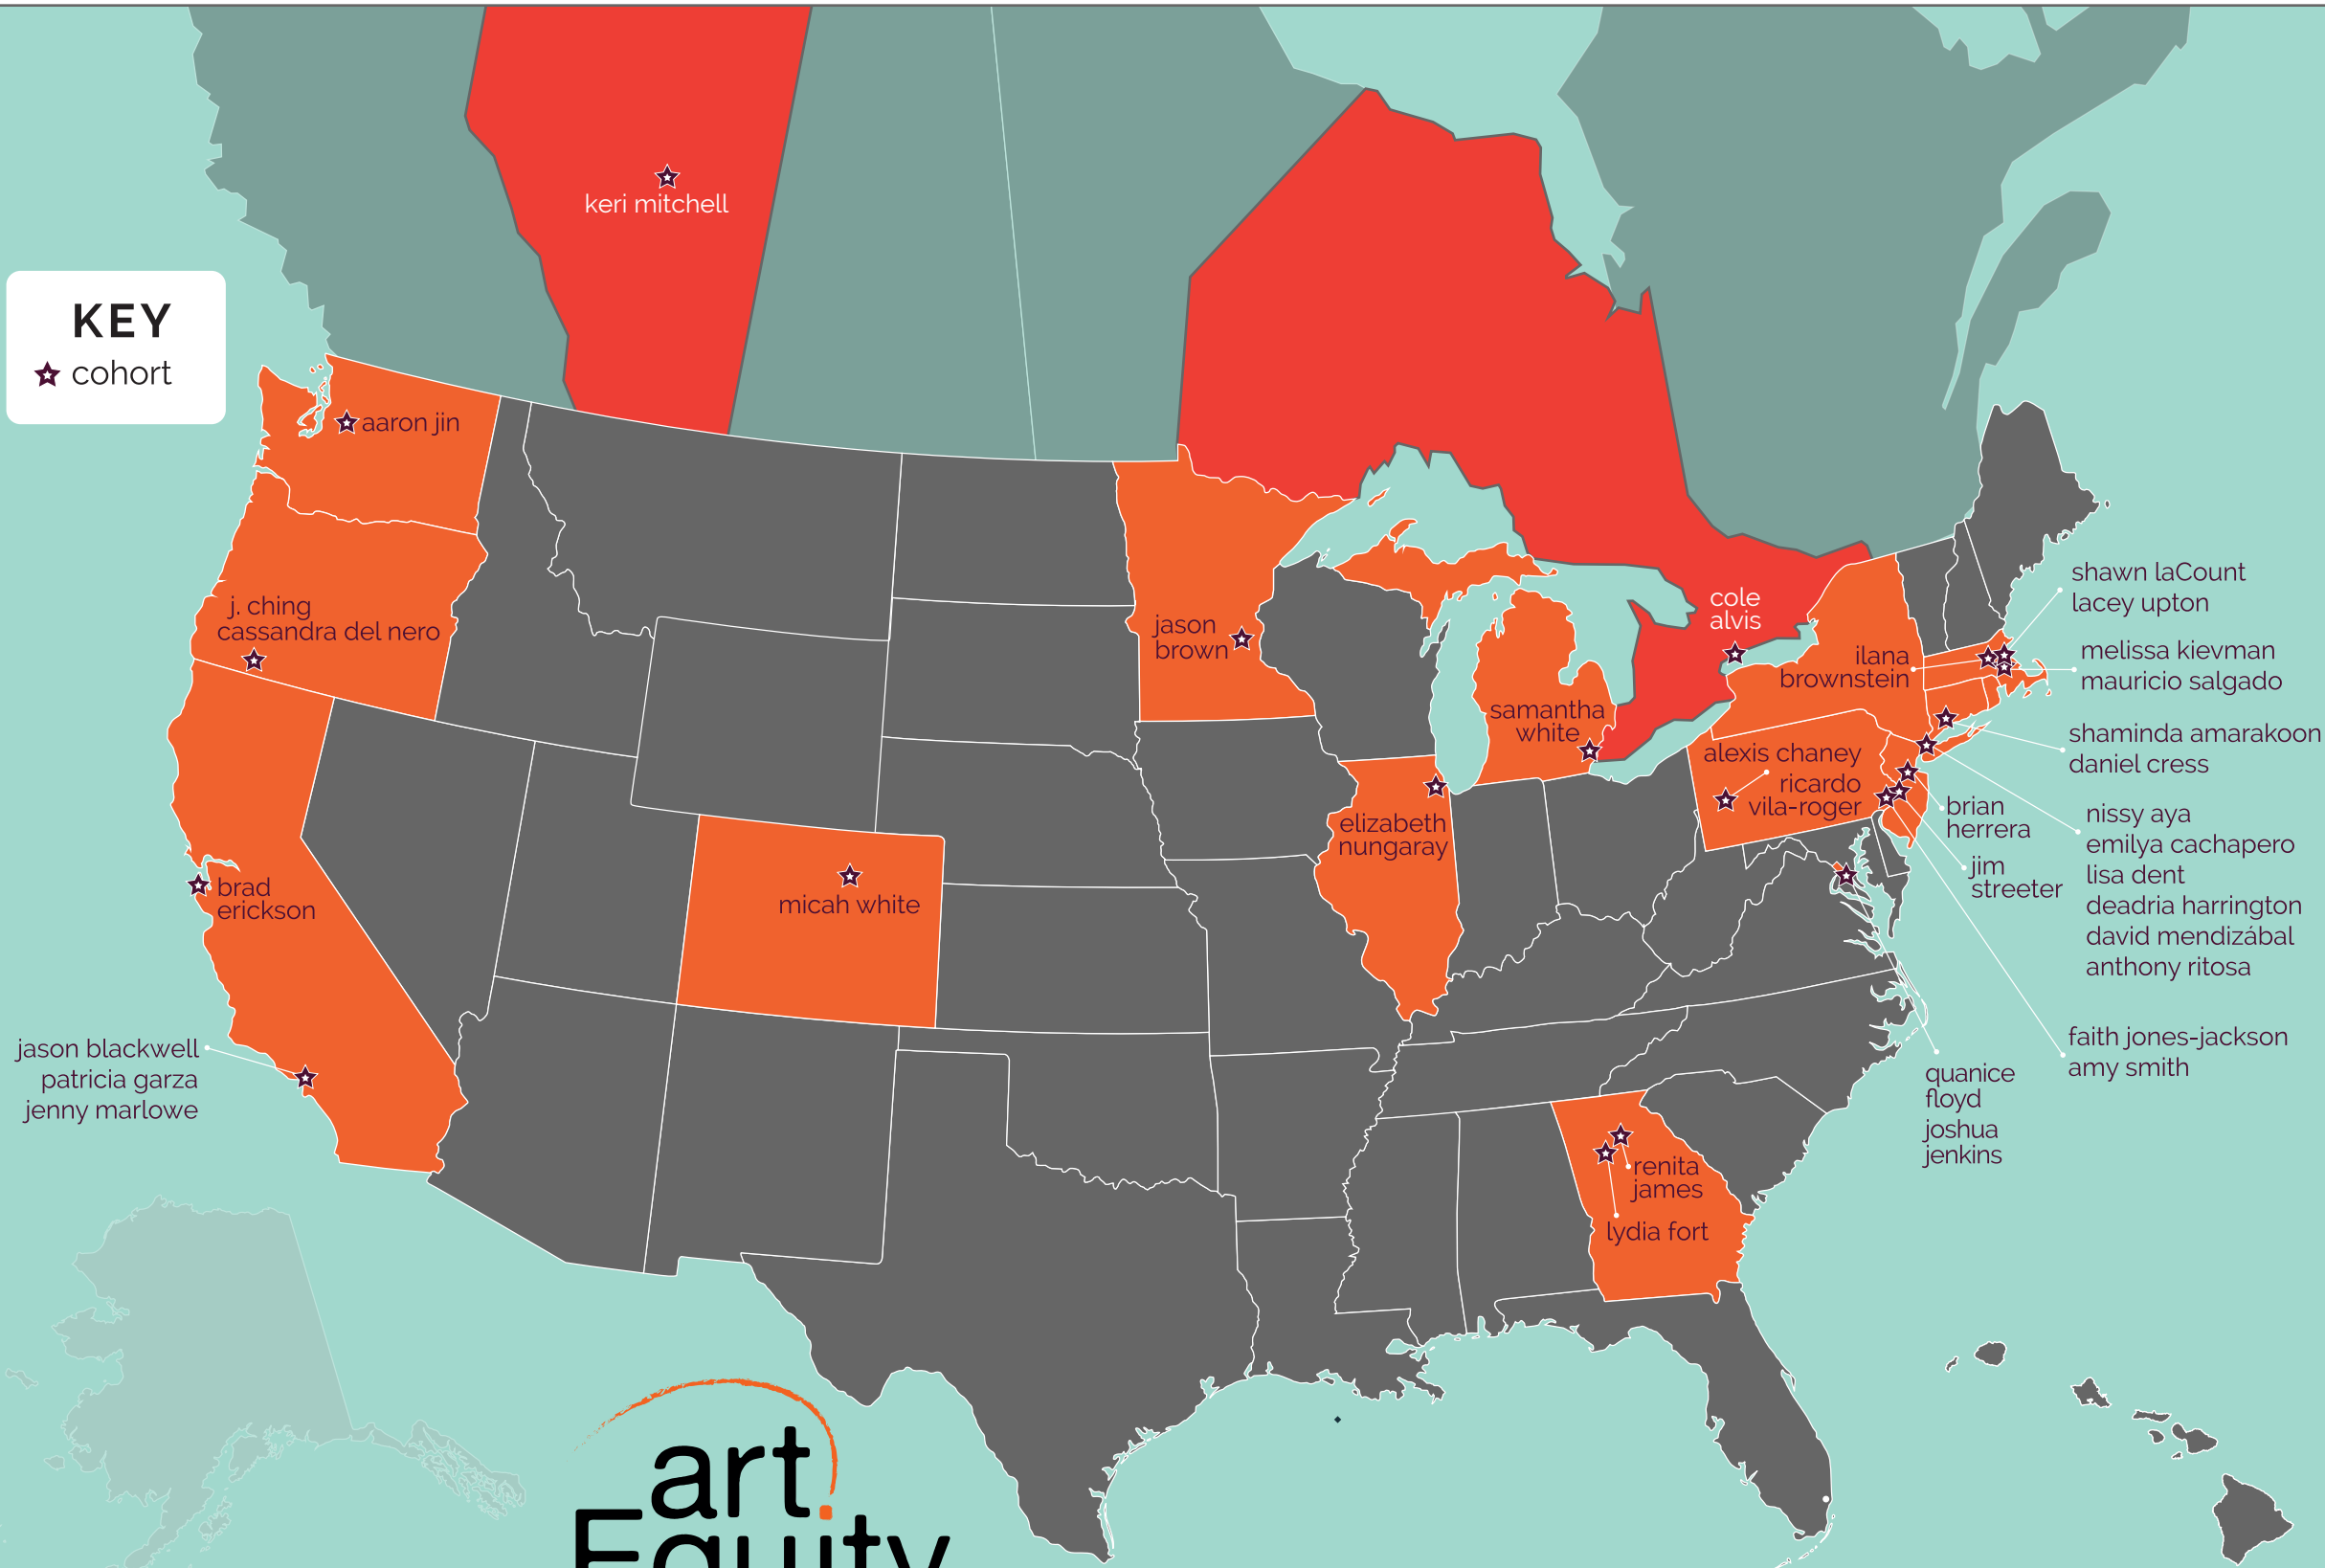 keri mitchell
KEY
cohort
aaron jin
j. ching
cassandra del nero
brad
erickson
jason blackwell
patricia garza
jenny marlowe
micah white
jason
brown
elizabeth
nungaray
samantha
white
cole
alvis
ilana
brownstein
alexis chaney
ricardo
vila-roger
shawn laCount
lacey upton
melissa kievman
mauricio salgado
shaminda amarakoon
daniel cress
brian
herrera
jim
streeter
nissy aya
emilya cachapero
lisa dent
deadria harrington
david mendizábal
anthony ritosa
faith jones-jackson
amy smith
quanice
floyd
joshua
jenkins
renita
james
lydia fort
art
Equity